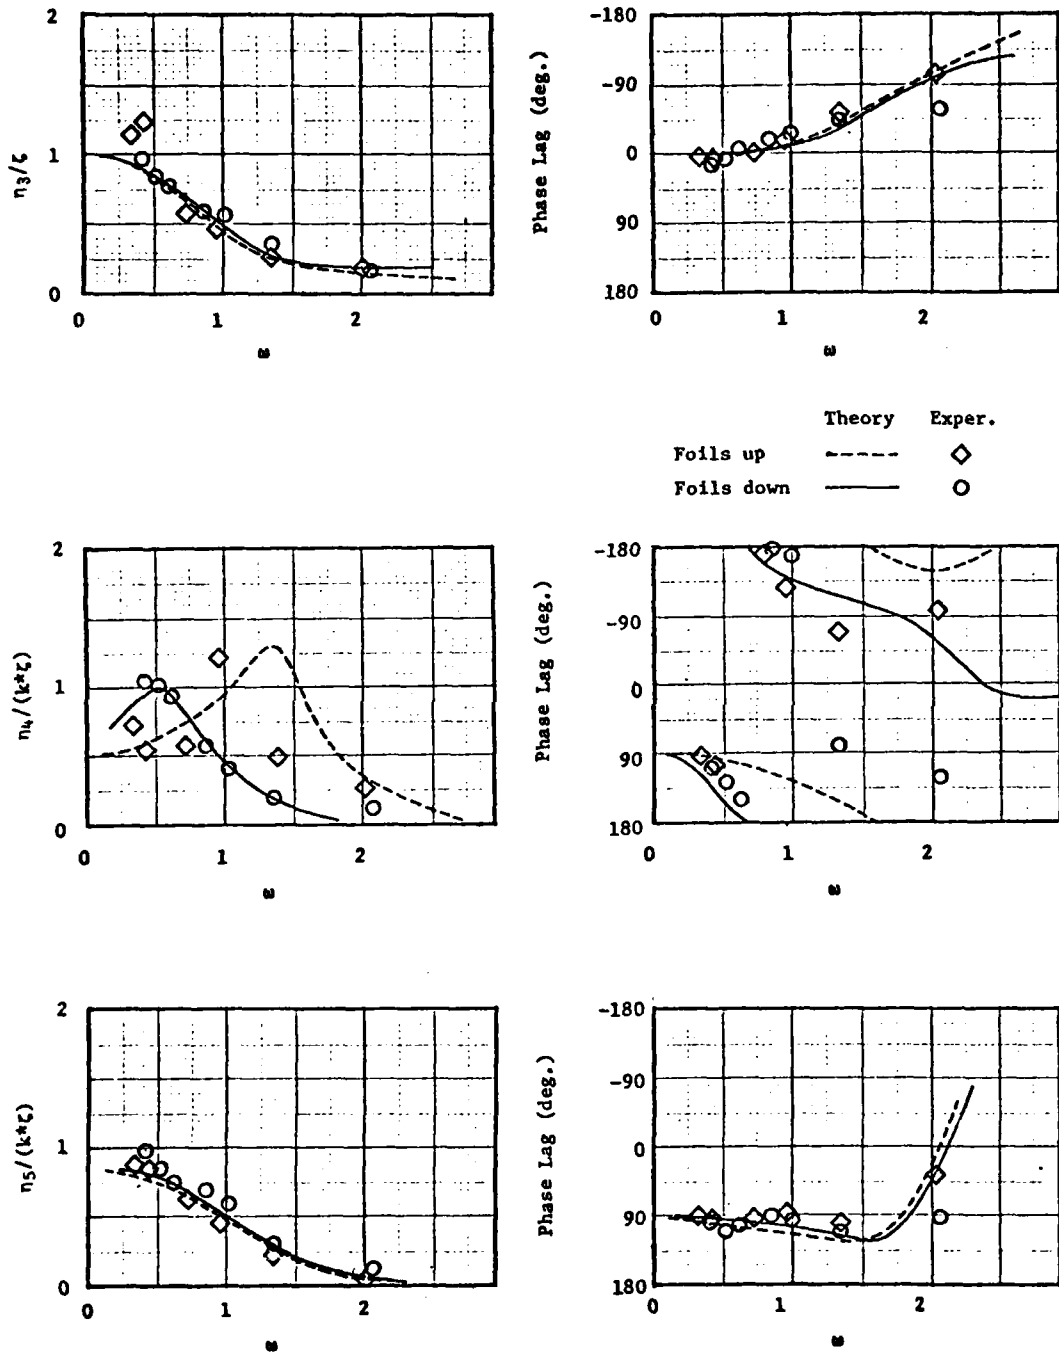 2
1
0
η₃/ζ
0 1 2
ω
-180
-90
0
90
180
Phase Lag (deg.)
0 1 2
ω
Theory Exper.
Foils up
Foils down
2
1
0
η₄/(k*ζ)
0 1 2
ω
-180
-90
0
90
180
Phase Lag (deg.)
0 1 2
ω
2
1
0
η₅/(k*ζ)
0 1 2
ω
-180
-90
0
90
180
Phase Lag (deg.)
0 1 2
ω